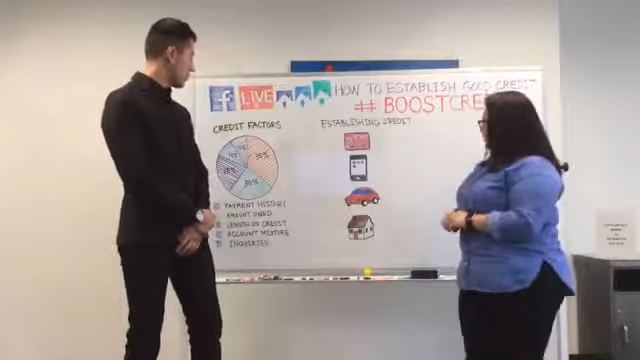 f LIVE HOW TO ESTABLISH GOOD CREDIT
# BOOSTCRE
CREDIT FACTORS
ESTABLISHING CREDIT
35%
PAYMENT HISTORY
AMOUNT OWED
LENGTH OF CREDIT
ACCOUNT MIXTURE
INQUIRIES